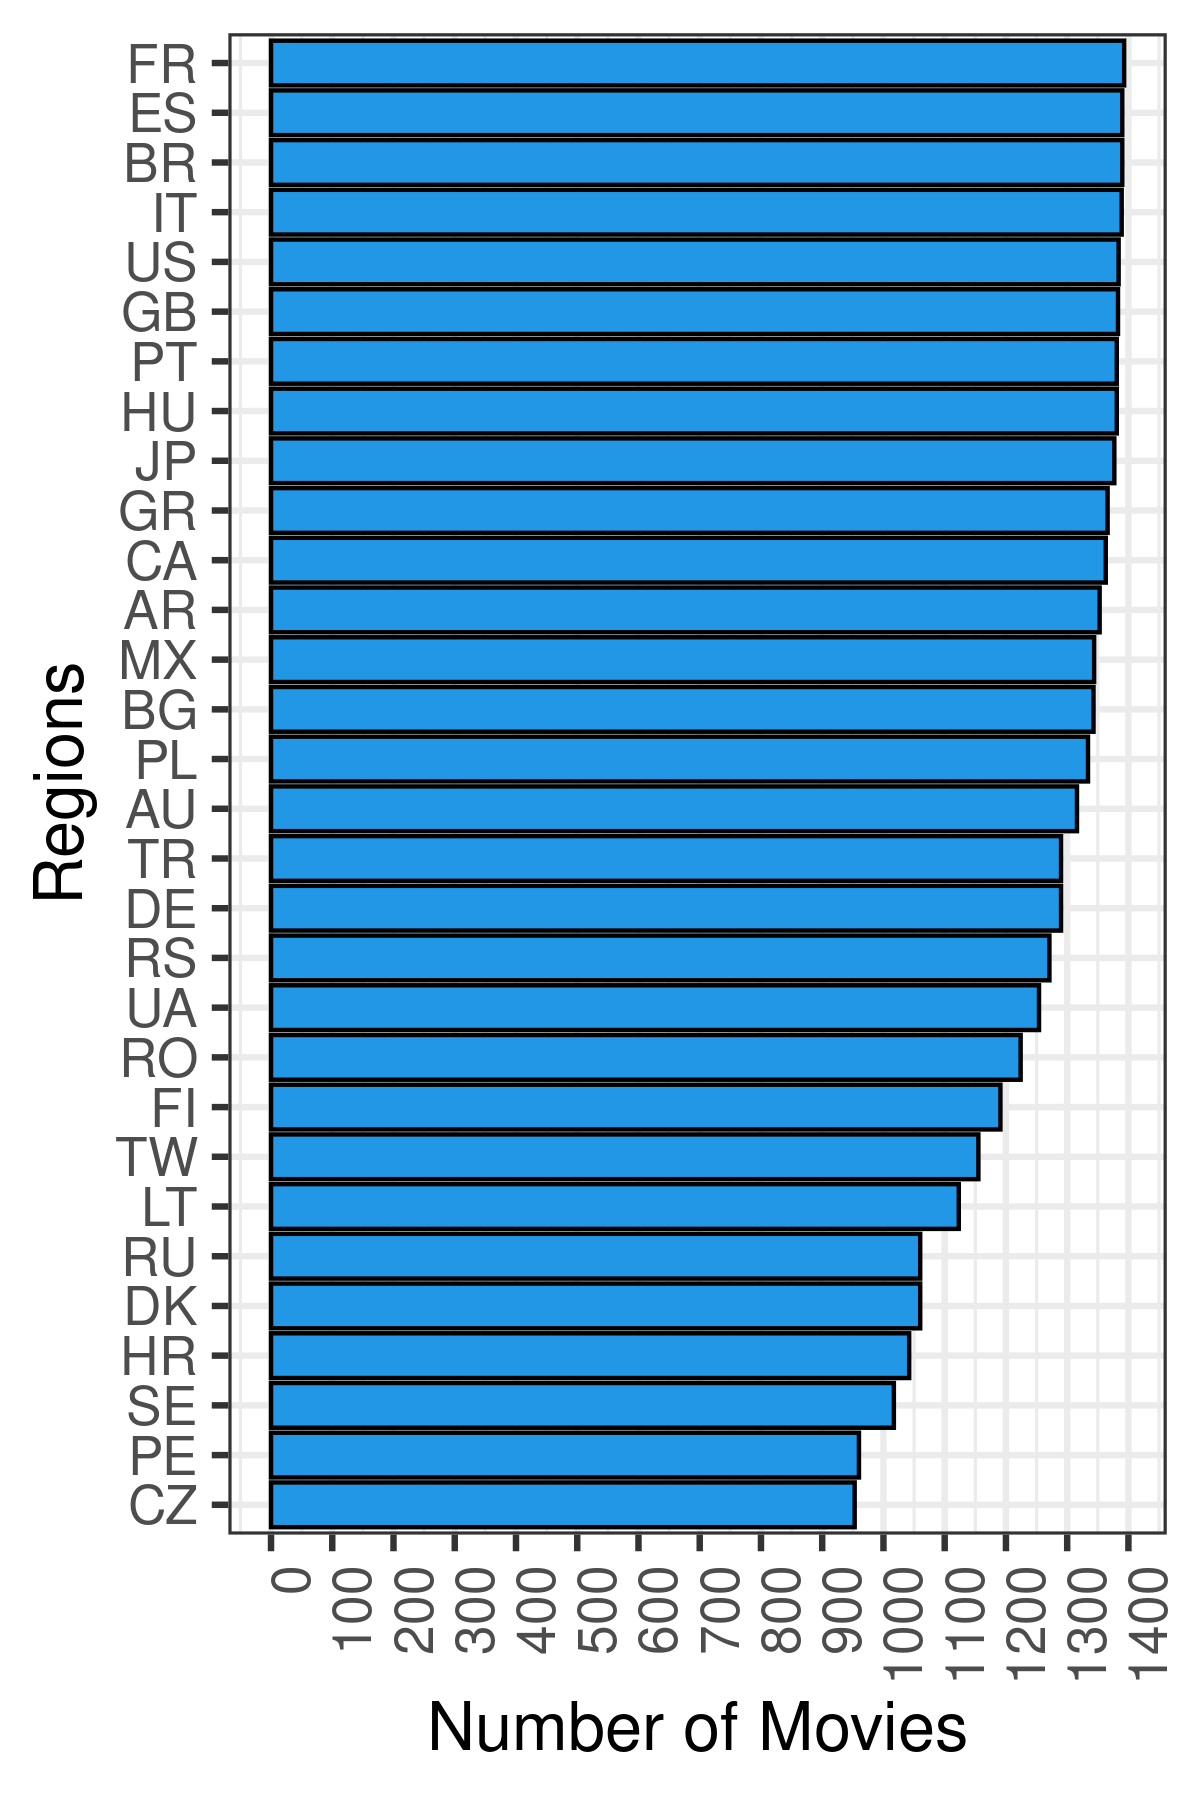 FR
ES
BR
IT
US
GB
PT
HU
JP
GR
CA
AR
MX
BG
PL
AU
TR
DE
RS
UA
RO
FI
TW
LT
RU
DK
HR
SE
PE
CZ
Regions
0
100
200
300
400
500
600
700
800
900
1000
1100
1200
1300
1400
Number of Movies